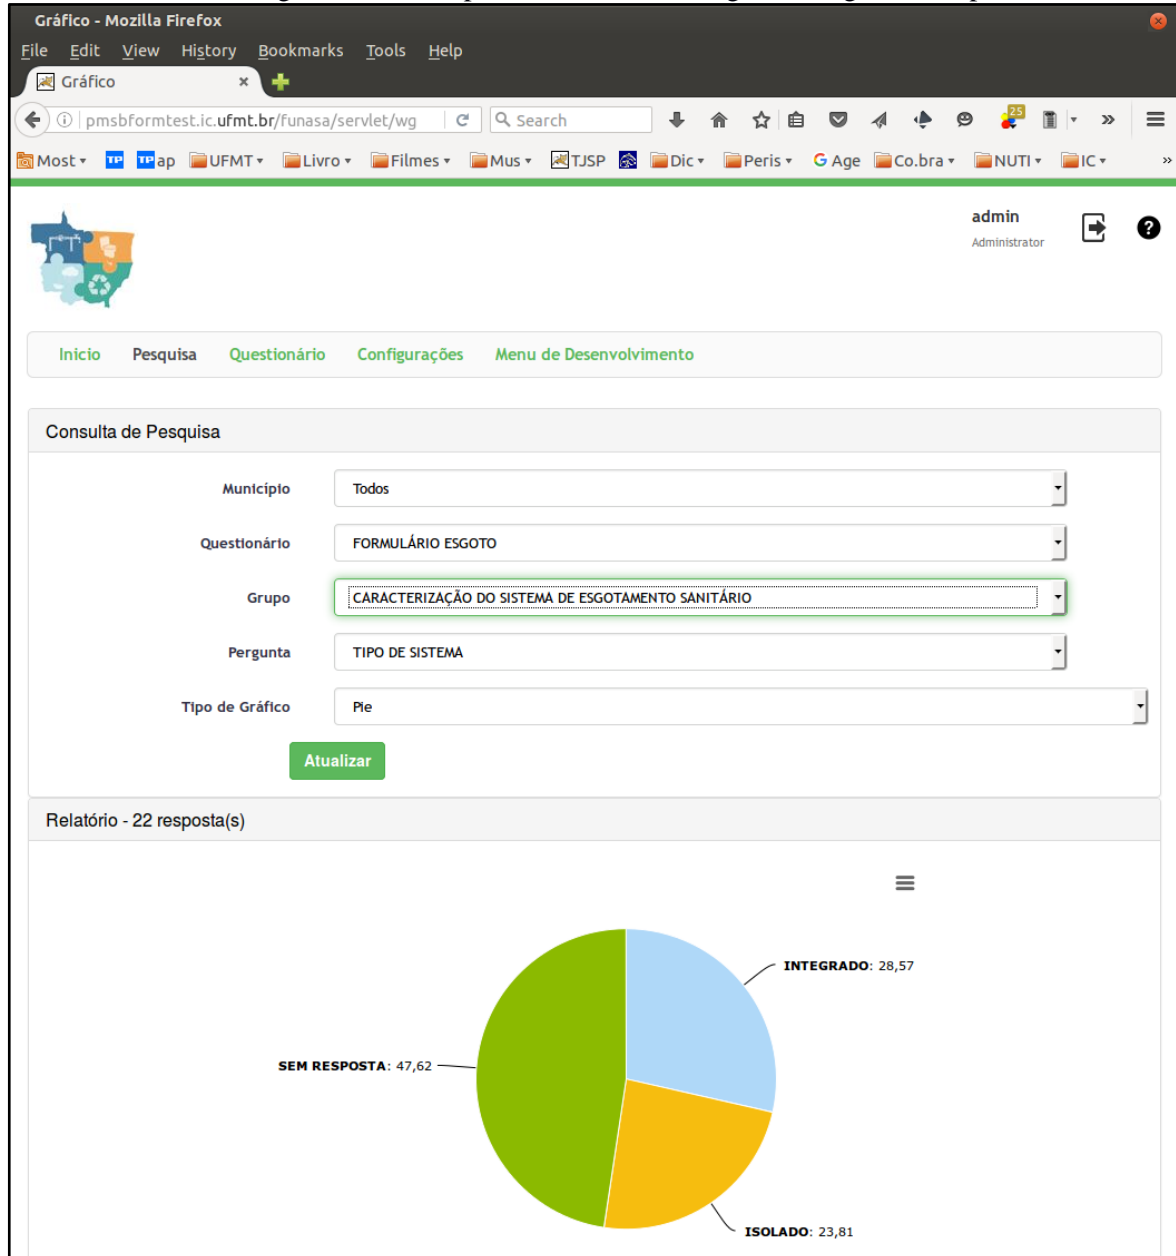 Gráfico - Mozilla Firefox
File Edit View History Bookmarks Tools Help
Gráfico
pmsbformtest.ic.ufmt.br/funasa/servlet/wg Search 25
Most TP TP ap UFMT Livro Filmes Mus TJSP Dic Peris G Age Co.bra NUTI IC »
admin
Administrator
Inicio Pesquisa Questionário Configurações Menu de Desenvolvimento
Consulta de Pesquisa
Município Todos
Questionário FORMULÁRIO ESGOTO
Grupo CARACTERIZAÇÃO DO SISTEMA DE ESGOTAMENTO SANITÁRIO
Pergunta TIPO DE SISTEMA
Tipo de Gráfico Pie
Atualizar
Relatório - 22 resposta(s)
INTEGRADO: 28,57
SEM RESPOSTA: 47,62
ISOLADO: 23,81